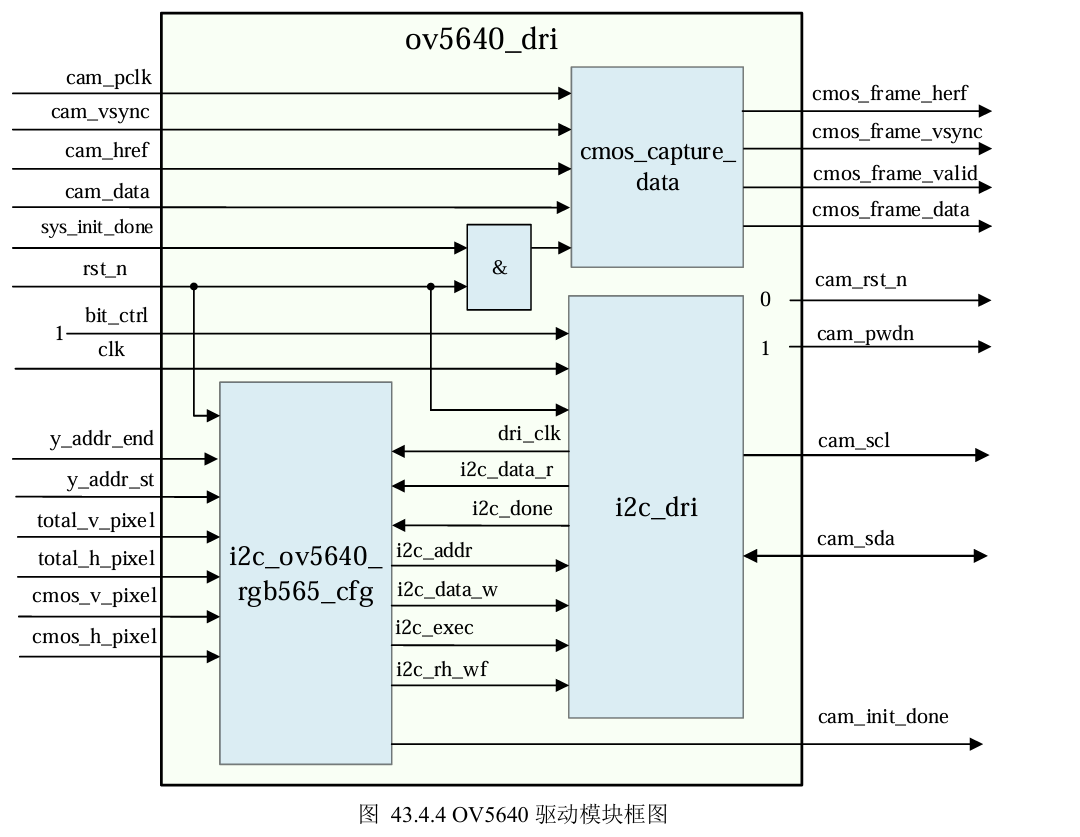 ov5640_dri
cam_pclk
cam_vsync
cam_href
cam_data
sys_init_done
rst_n
bit_ctrl
1
clk
y_addr_end
y_addr_st
total_v_pixel
total_h_pixel
cmos_v_pixel
cmos_h_pixel
&
cmos_capture_
data
i2c_ov5640_
rgb565_cfg
dri_clk
i2c_data_r
i2c_done
i2c_addr
i2c_data_w
i2c_exec
i2c_rh_wf
i2c_dri
cmos_frame_herf
cmos_frame_vsync
cmos_frame_valid
cmos_frame_data
0
cam_rst_n
1
cam_pwdn
cam_scl
cam_sda
cam_init_done
图 43.4.4 OV5640 驱动模块框图